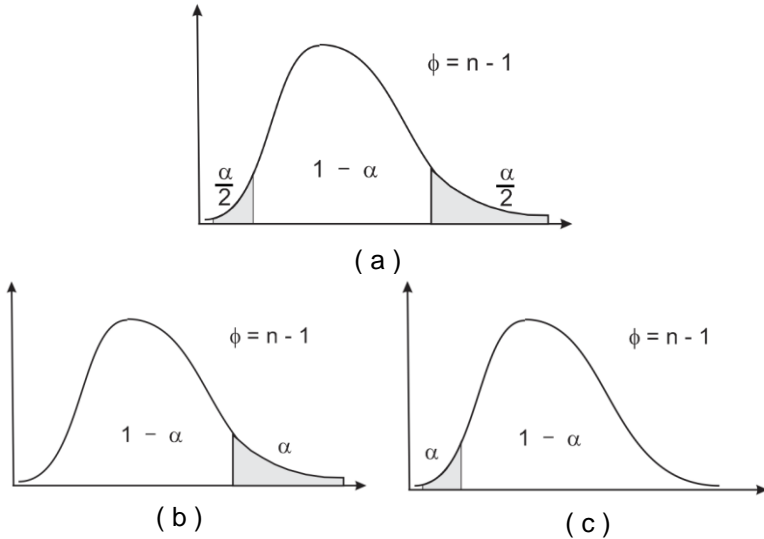 ϕ = n - 1
α/2
1 - α
α/2
( a )
ϕ = n - 1
1 - α
α
( b )
ϕ = n - 1
α
1 - α
( c )